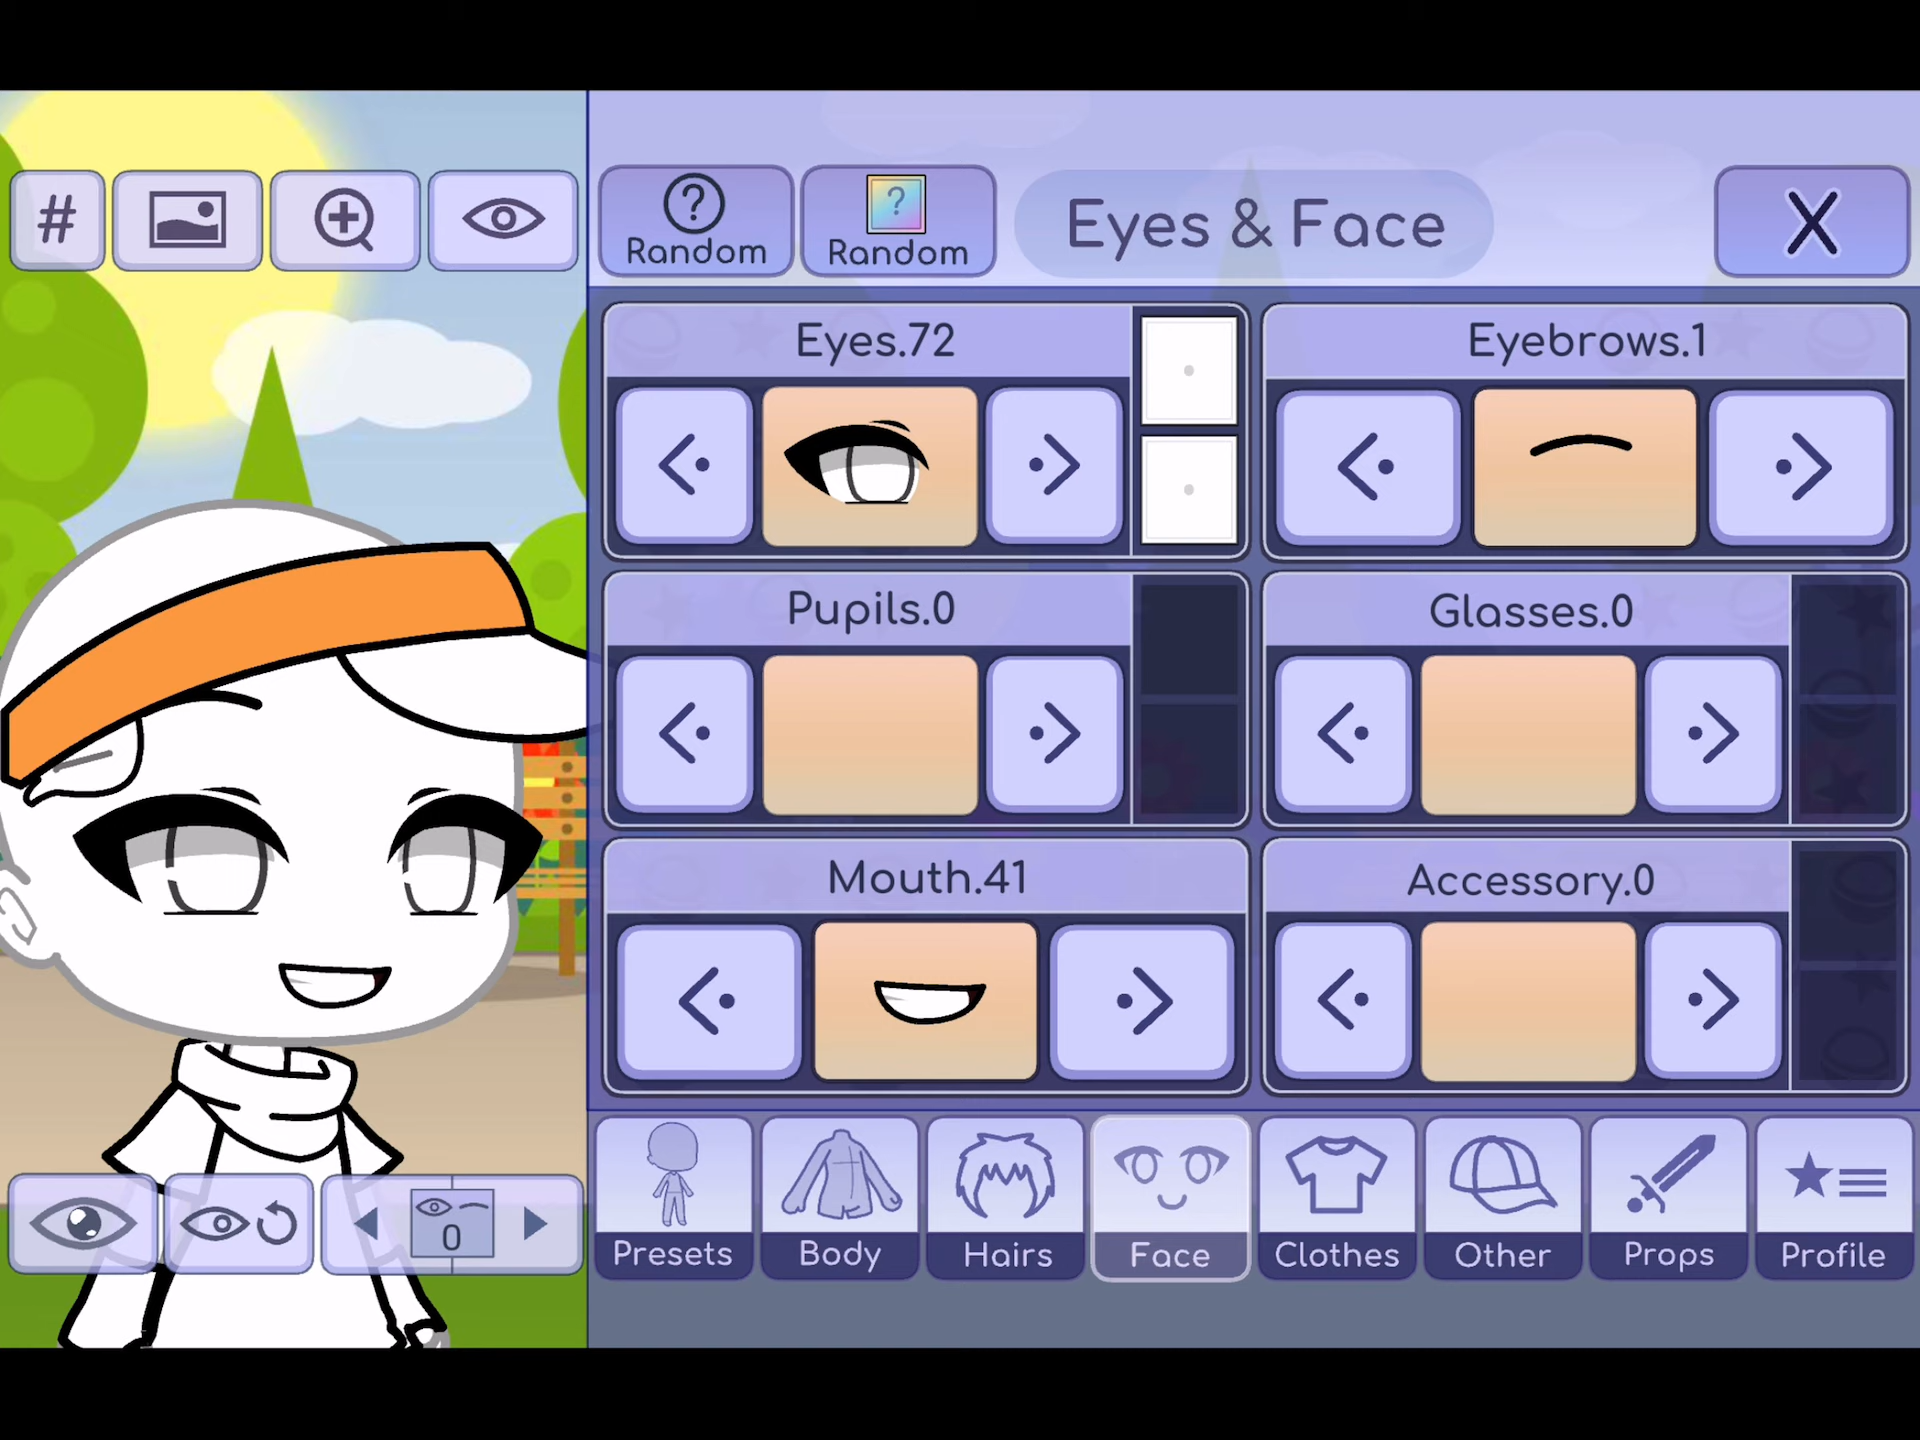 #
? Random
? Random
Eyes & Face
X
Eyes.72
Eyebrows.1
Pupils.0
Glasses.0
Mouth.41
Accessory.0
0
Presets
Body
Hairs
Face
Clothes
Other
Props
Profile